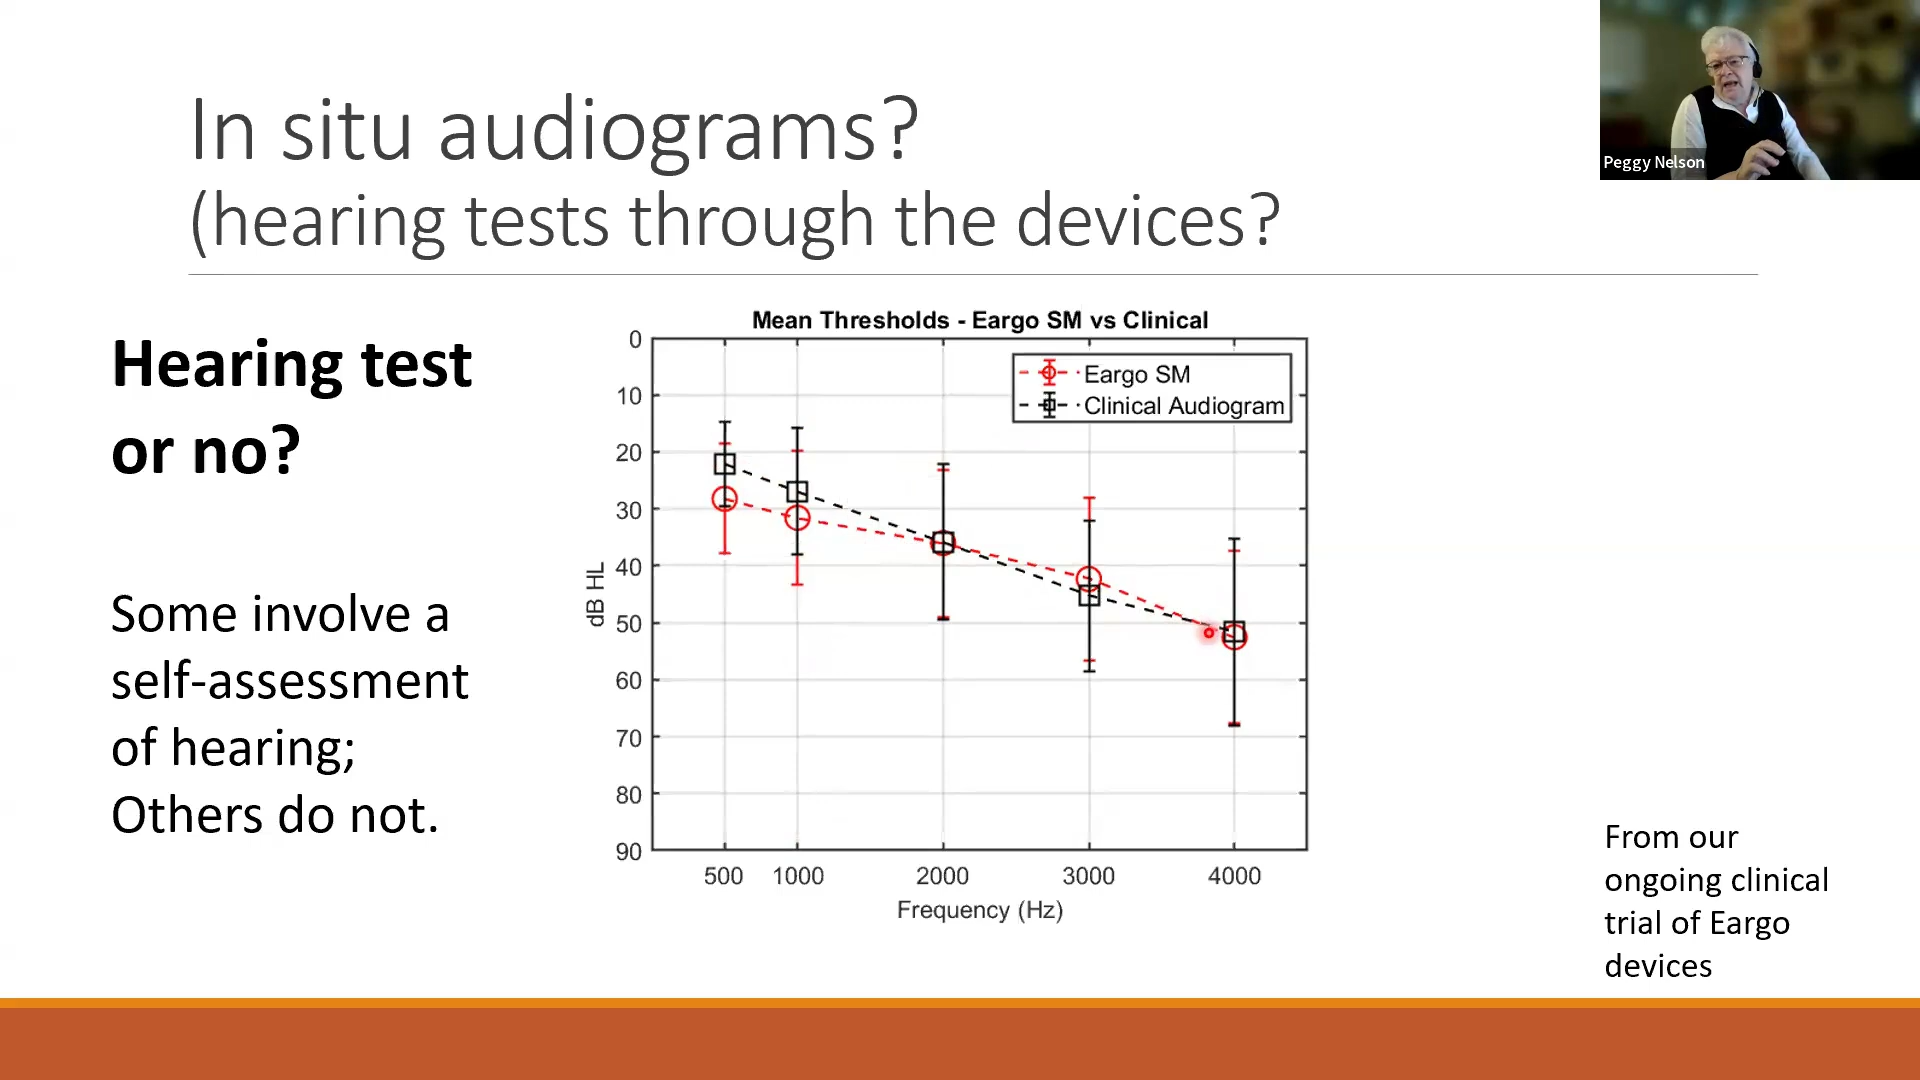 In situ audiograms?
(hearing tests through the devices?
Peggy Nelson
Hearing test
or no?
Some involve a
self-assessment
of hearing;
Others do not.
Mean Thresholds - Eargo SM vs Clinical
Eargo SM
Clinical Audiogram
0
10
20
30
40
50
60
70
80
90
dB HL
500 1000 2000 3000 4000
Frequency (Hz)
From our
ongoing clinical
trial of Eargo
devices